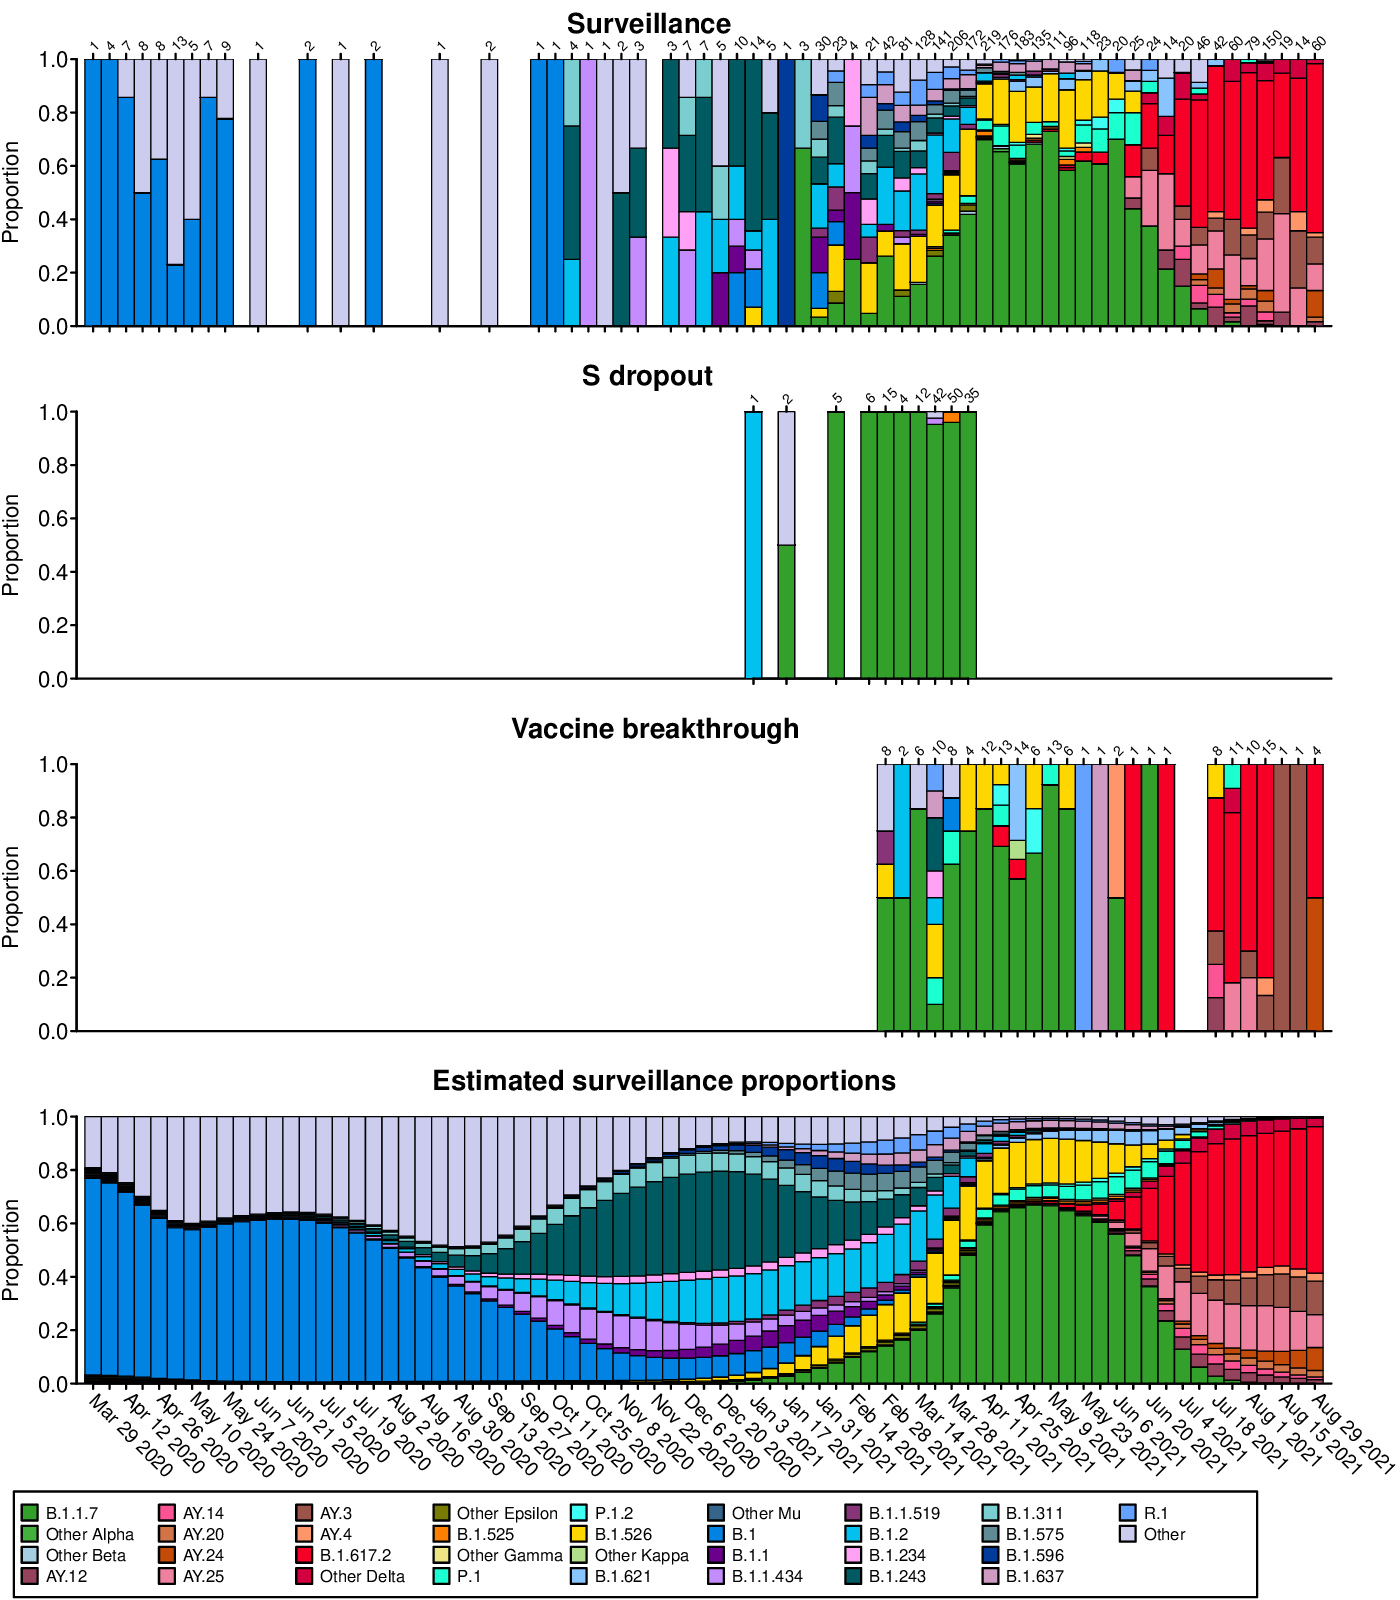 Surveillance
1 4 7 8 8 13 5 7 9 1 2 1 2 1 2 1 1 4 1 1 2 3 3 7 7 5 10 14 5 1 3 30 23 4 21 42 81 128 141 206 172 219 176 183 135 111 96 118 23 20 25 24 14 20 46 42 60 79 150 19 14 60
Proportion
1.0
0.8
0.6
0.4
0.2
0.0
S dropout
1 2 5 6 15 4 12 42 50 35
Proportion
1.0
0.8
0.6
0.4
0.2
0.0
Vaccine breakthrough
8 2 6 10 8 4 12 13 14 6 13 6 1 1 2 1 1 1 8 11 10 15 1 1 4
Proportion
1.0
0.8
0.6
0.4
0.2
0.0
Estimated surveillance proportions
Proportion
1.0
0.8
0.6
0.4
0.2
0.0
Mar 29 2020
Apr 12 2020
Apr 26 2020
May 10 2020
May 24 2020
Jun 7 2020
Jun 21 2020
Jul 5 2020
Jul 19 2020
Aug 2 2020
Aug 16 2020
Aug 30 2020
Sep 13 2020
Sep 27 2020
Oct 11 2020
Oct 25 2020
Nov 8 2020
Nov 22 2020
Dec 6 2020
Dec 20 2020
Jan 3 2021
Jan 17 2021
Jan 31 2021
Feb 14 2021
Feb 28 2021
Mar 14 2021
Mar 28 2021
Apr 11 2021
Apr 25 2021
May 9 2021
May 23 2021
Jun 6 2021
Jun 20 2021
Jul 4 2021
Jul 18 2021
Aug 1 2021
Aug 15 2021
Aug 29 2021
B.1.1.7 AY.14 AY.3 Other Epsilon P.1.2 Other Mu B.1.1.519 B.1.311 R.1
Other Alpha AY.20 AY.4 B.1.525 B.1.526 B.1 B.1.2 B.1.575 Other
Other Beta AY.24 B.1.617.2 Other Gamma Other Kappa B.1.1 B.1.234 B.1.596
AY.12 AY.25 Other Delta P.1 B.1.621 B.1.1.434 B.1.243 B.1.637